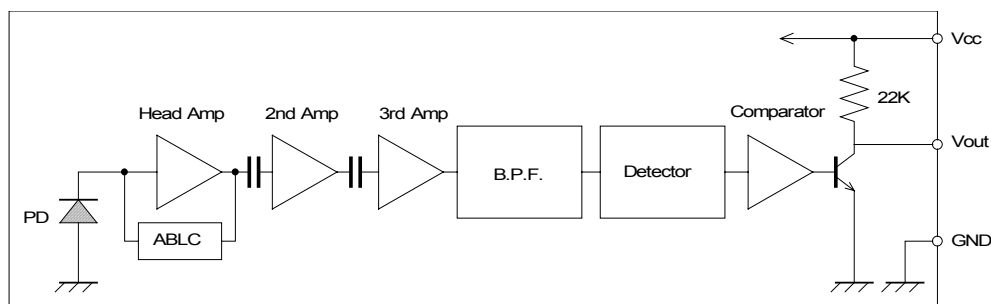 Vcc
Head Amp
2nd Amp
3rd Amp
Comparator
22K
Vout
B.P.F.
Detector
PD
ABLC
GND